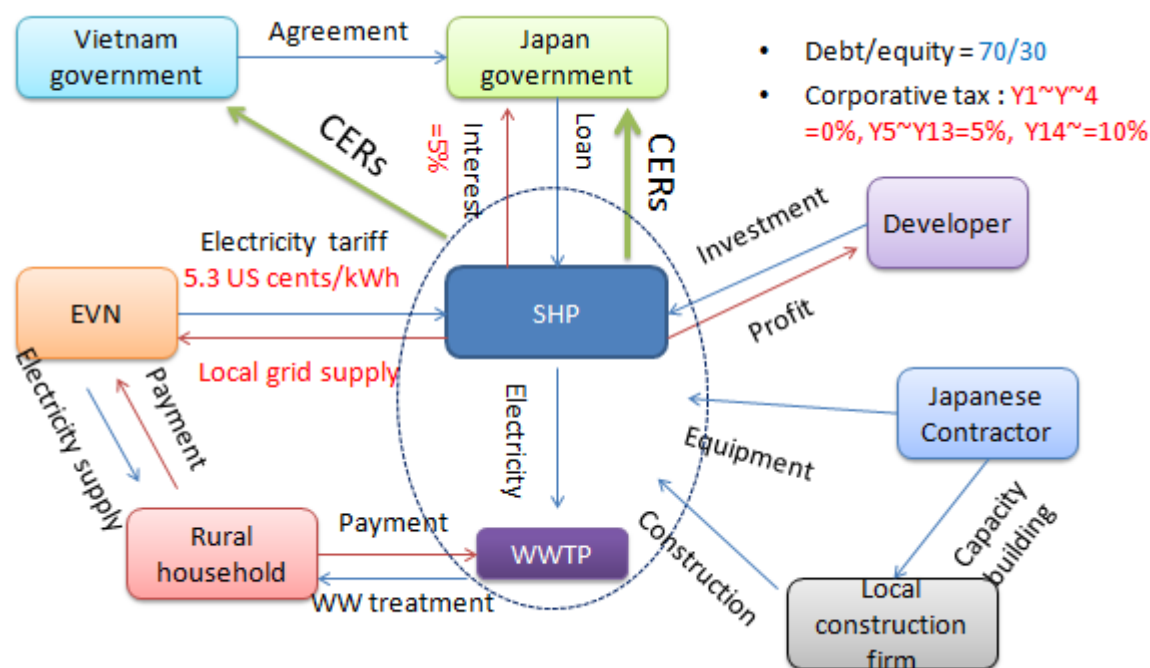 Vietnam
government
Agreement
Japan
government
• Debt/equity = 70/30
• Corporative tax : Y1~Y~4
=0%, Y5~Y13=5%, Y14~=10%
CERs
Interest
=5%
Loan
CERs
Developer
Investment
Profit
Electricity tariff
5.3 US cents/kWh
EVN
SHP
Local grid supply
Electricity supply
Payment
Electricity
Japanese
Contractor
Equipment
Capacity
building
Construction
Rural
household
Payment
WWTP
WW treatment
Local
construction
firm